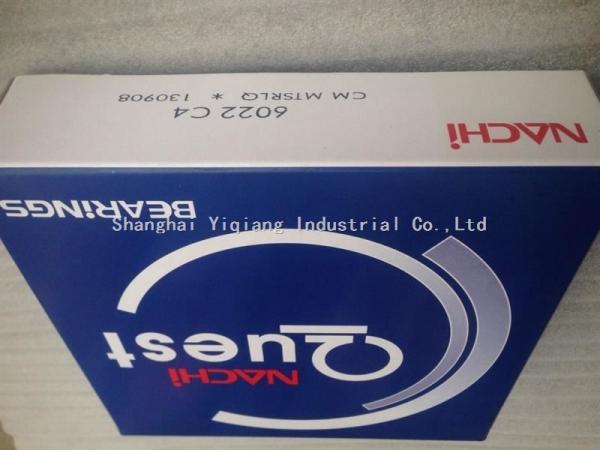 NACHi
6022 C4
CM MTSRLQ * 130908
NACHi
Quest
BEARiNGS
Shanghai Yiqiang Industrial Co.,Ltd